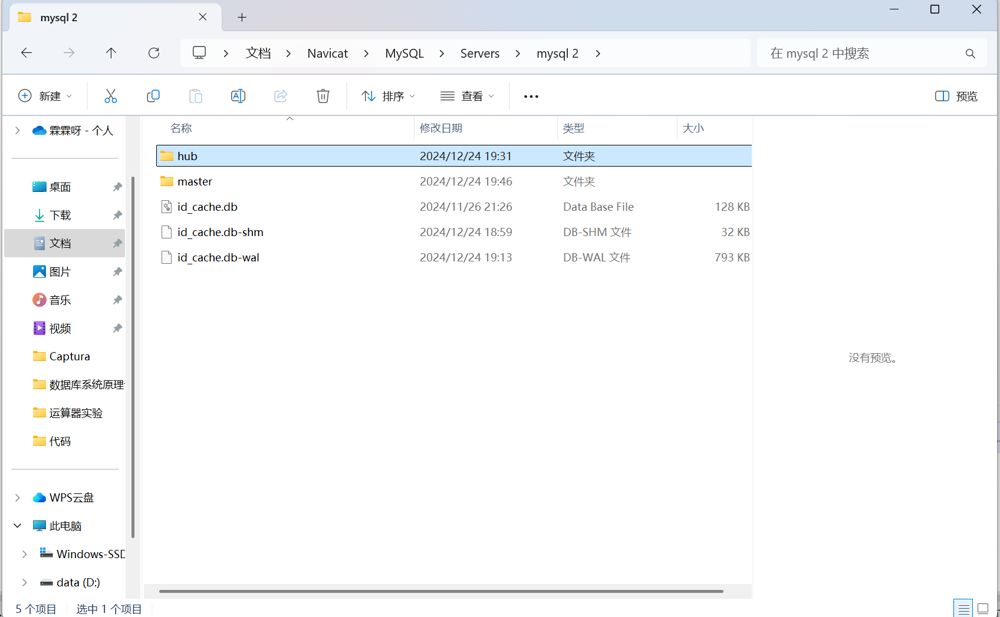 mysql 2
文档 Navicat MySQL Servers mysql 2
在 mysql 2 中搜索
新建
排序
查看
预览
霖霖呀 - 个人
桌面
下载
文档
图片
音乐
视频
Captura
数据库系统原理
运算器实验
代码
WPS云盘
此电脑
Windows-SSD
data (D:)
名称 修改日期 类型 大小
hub 2024/12/24 19:31 文件夹
master 2024/12/24 19:46 文件夹
id_cache.db 2024/11/26 21:26 Data Base File 128 KB
id_cache.db-shm 2024/12/24 18:59 DB-SHM 文件 32 KB
id_cache.db-wal 2024/12/24 19:13 DB-WAL 文件 793 KB
没有预览。
5 个项目 选中 1 个项目